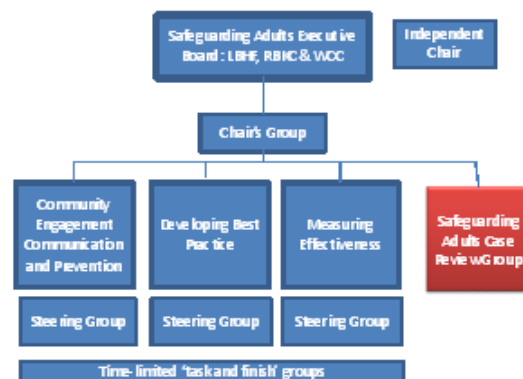 Safeguarding Adults Executive
Board: LBHF, RBKC & WCC
Independent
Chair
Chair's Group
Community
Engagement
Communication
and Prevention
Developing Best
Practice
Measuring
Effectiveness
Safeguarding
Adults Case
Review Group
Steering Group
Steering Group
Steering Group
Time-limited 'task and finish' groups